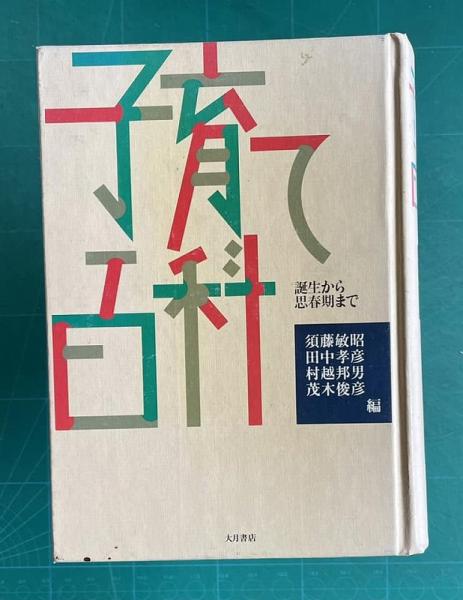 子育て
百科
誕生から
思春期まで
須藤敏昭
田中孝彦
村越邦男
茂木俊彦
編
大月書店